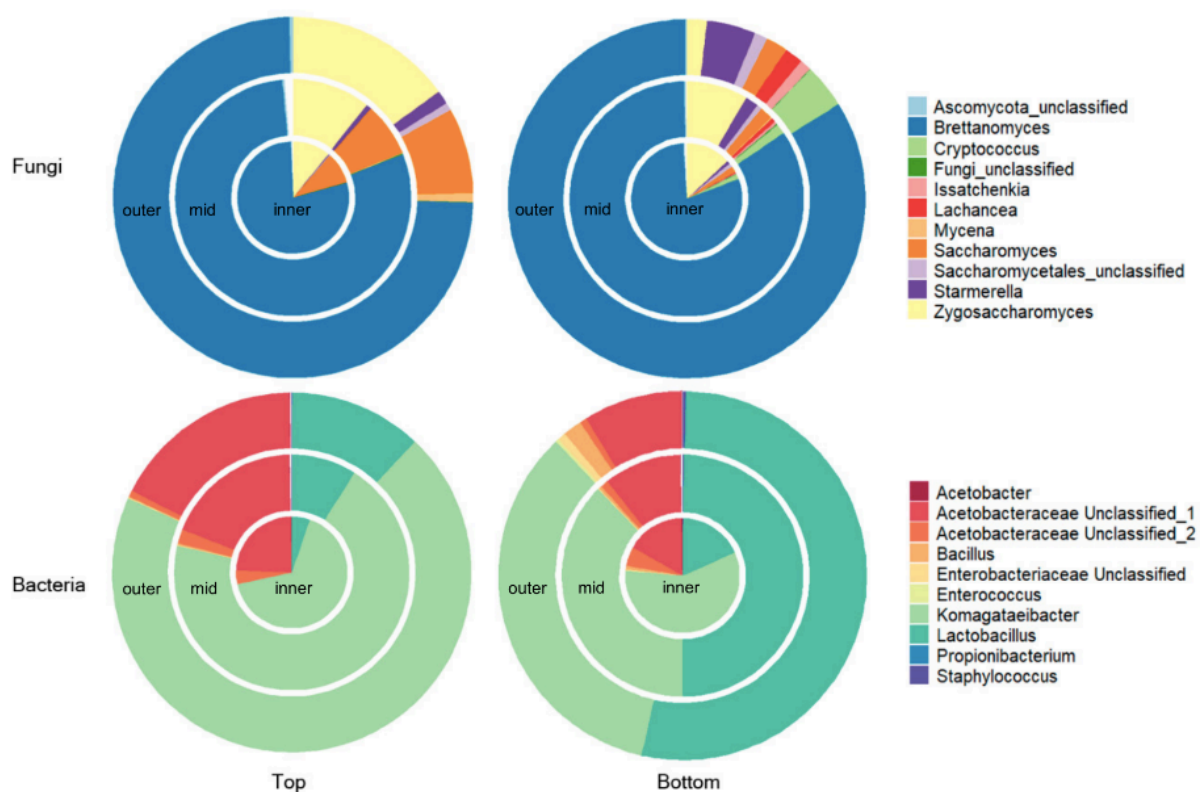 Fungi
outer mid inner
outer mid inner
Ascomycota_unclassified
Brettanomyces
Cryptococcus
Fungi_unclassified
Issatchenkia
Lachancea
Mycena
Saccharomyces
Saccharomycetales_unclassified
Starmerella
Zygosaccharomyces
Bacteria
outer mid inner
outer mid inner
Acetobacter
Acetobacteraceae Unclassified_1
Acetobacteraceae Unclassified_2
Bacillus
Enterobacteriaceae Unclassified
Enterococcus
Komagataeibacter
Lactobacillus
Propionibacterium
Staphylococcus
Top
Bottom